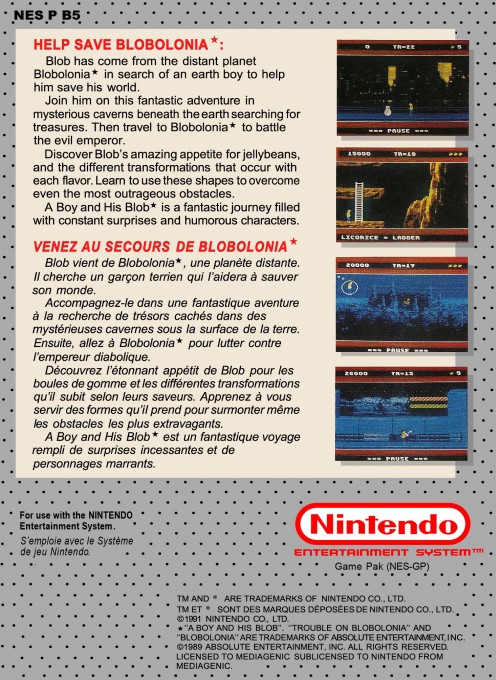 NES P B5
HELP SAVE BLOBOLONIA★:
Blob has come from the distant planet
Blobolonia★ in search of an earth boy to help
him save his world.
Join him on this fantastic adventure in
mysterious caverns beneath the earth searching for
treasures. Then travel to Blobolonia★ to battle
the evil emperor.
Discover Blob's amazing appetite for jellybeans,
and the different transformations that occur with
each flavor. Learn to use these shapes to overcome
even the most outrageous obstacles.
A Boy and His Blob★ is a fantastic journey filled
with constant surprises and humorous characters.
VENEZ AU SECOURS DE BLOBOLONIA★
Blob vient de Blobolonia★, une planète distante.
Il cherche un garçon terrien qui l'aidera à sauver
son monde.
Accompagnez-le dans une fantastique aventure
à la recherche de trésors cachés dans des
mystérieuses cavernes sous la surface de la terre.
Ensuite, allez à Blobolonia★ pour lutter contre
l'empereur diabolique.
Découvrez l'étonnant appétit de Blob pour les
boules de gomme et les différentes transformations
qu'il subit selon leurs saveurs. Apprenez à vous
servir des formes qu'il prend pour surmonter même
les obstacles les plus extravagants.
A Boy and His Blob★ est un fantastique voyage
rempli de surprises incessantes et de
personnages marrants.
0 TR=22 5
=== PAUSE ===
TR=19
LICORICE = LADDER
20000 TR=17
=== PAUSE ===
26000 TR=13 5
=== PAUSE ===
For use with the NINTENDO
Entertainment System.
S'emploie avec le Système
de jeu Nintendo.
Nintendo
ENTERTAINMENT SYSTEM™
Game Pak (NES-GP)
TM AND ® ARE TRADEMARKS OF NINTENDO CO., LTD.
TM ET ® SONT DES MARQUES DÉPOSÉES DE NINTENDO CO., LTD.
©1991 NINTENDO CO., LTD.
★"A BOY AND HIS BLOB". "TROUBLE ON BLOBOLONIA" AND
"BLOBOLONIA" ARE TRADEMARKS OF ABSOLUTE ENTERTAINMENT, INC.
©1989 ABSOLUTE ENTERTAINMENT, INC. ALL RIGHTS RESERVED.
LICENSED TO MEDIAGENIC SUBLICENSED TO NINTENDO FROM
MEDIAGENIC.